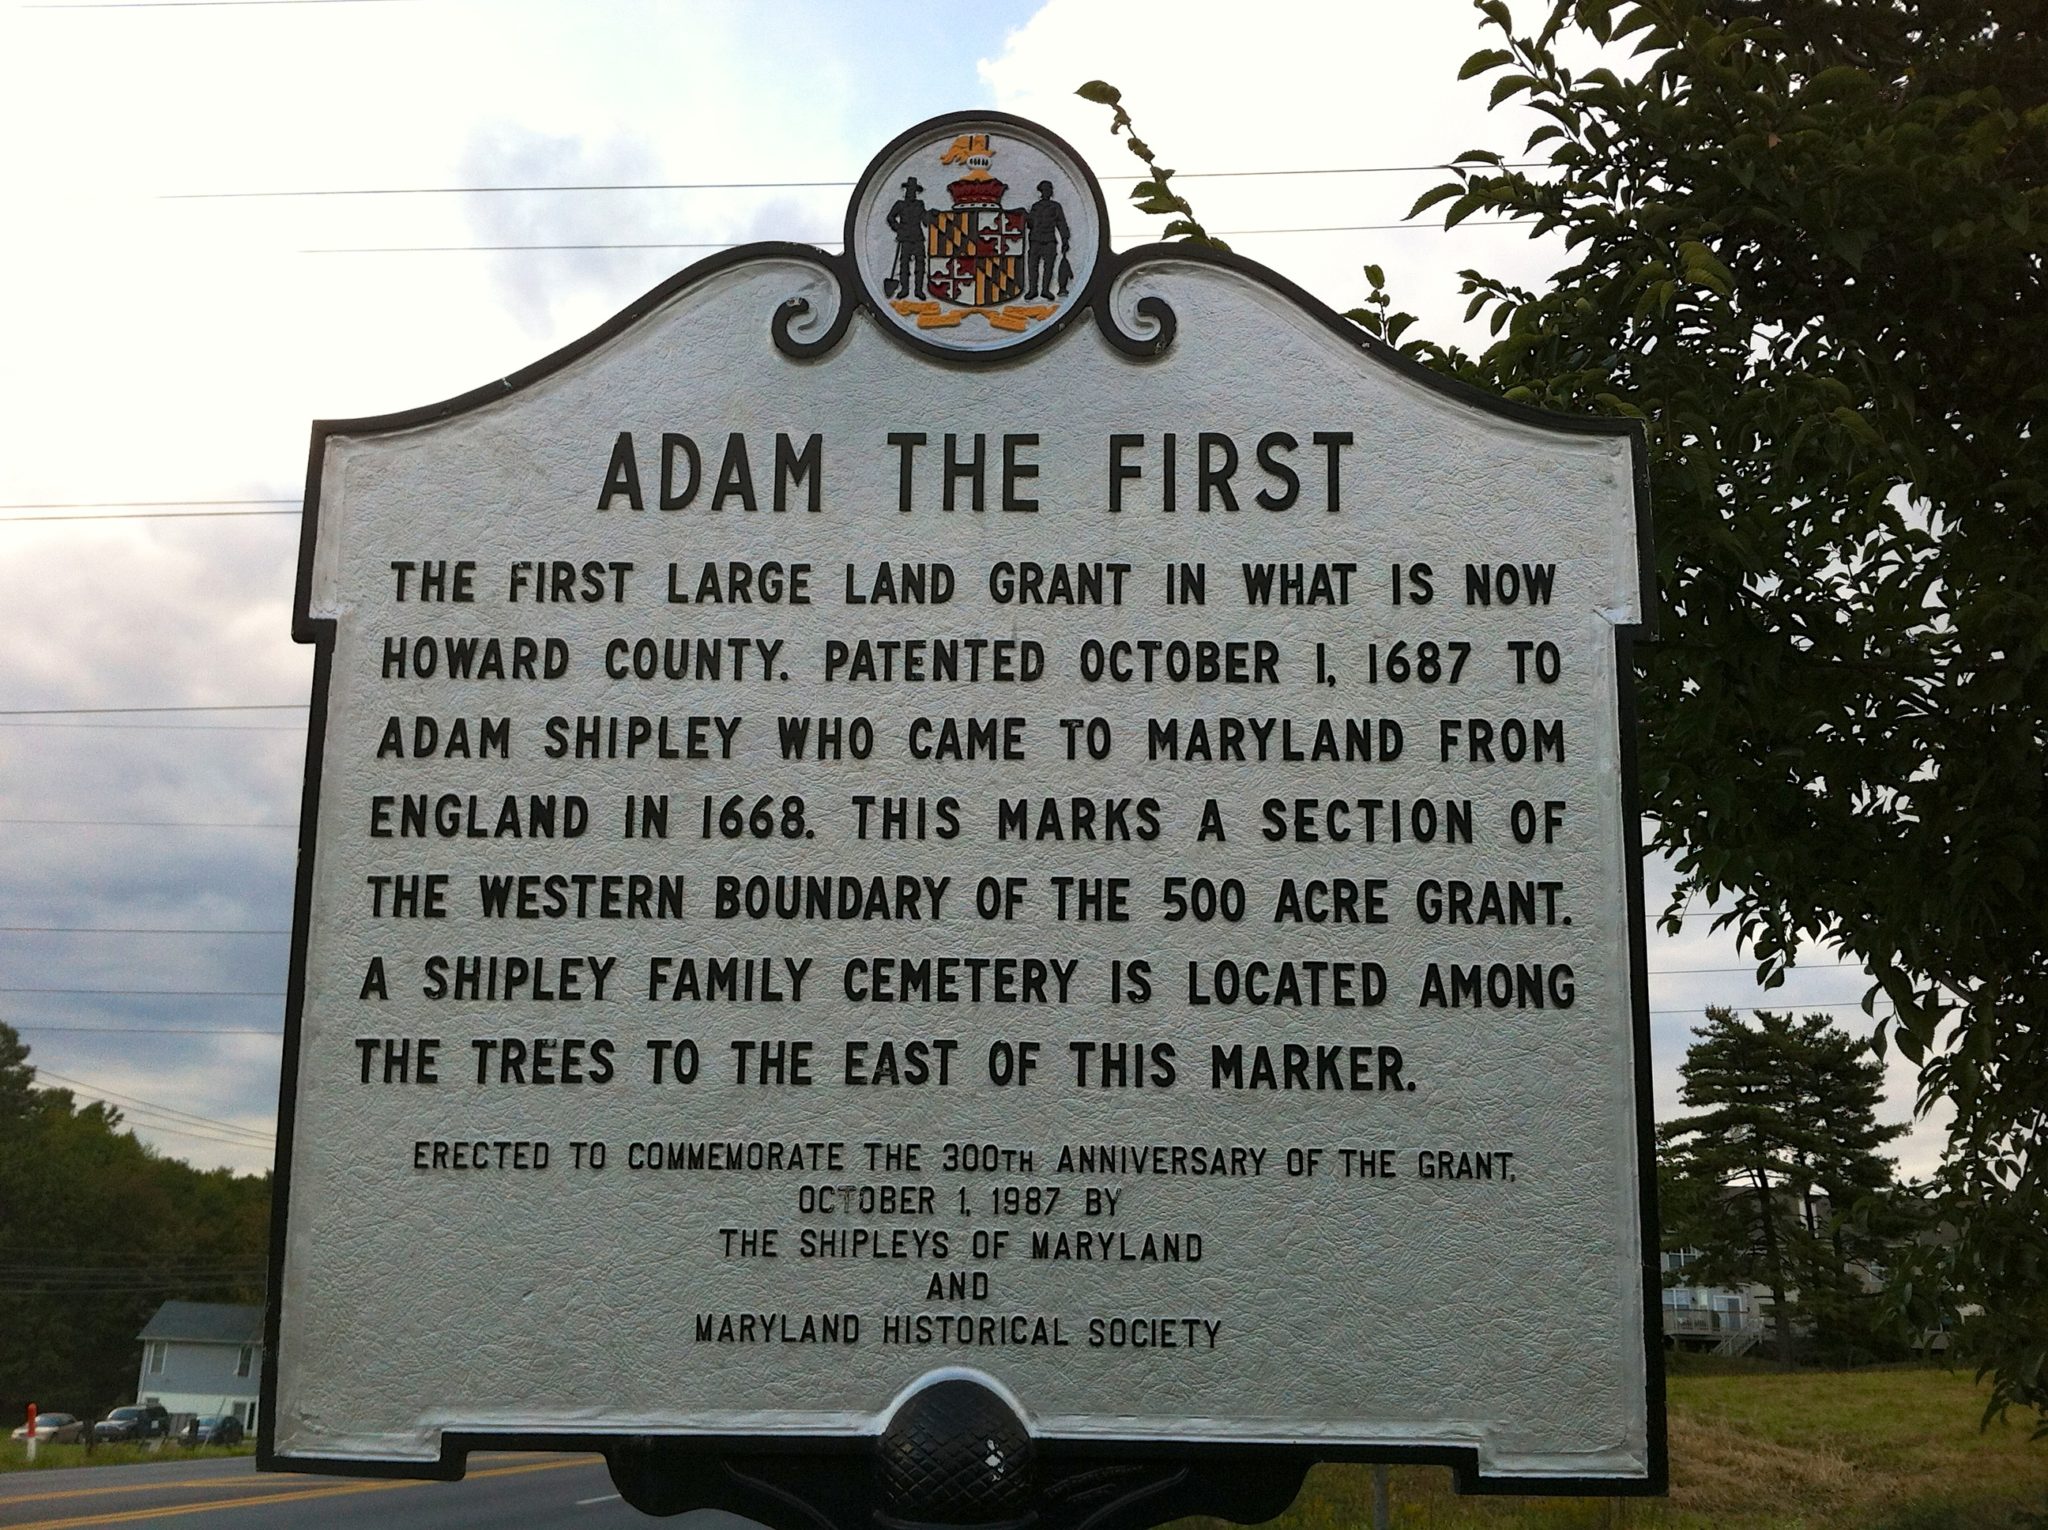 ADAM THE FIRST
THE FIRST LARGE LAND GRANT IN WHAT IS NOW
HOWARD COUNTY. PATENTED OCTOBER 1, 1687 TO
ADAM SHIPLEY WHO CAME TO MARYLAND FROM
ENGLAND IN 1668. THIS MARKS A SECTION OF
THE WESTERN BOUNDARY OF THE 500 ACRE GRANT.
A SHIPLEY FAMILY CEMETERY IS LOCATED AMONG
THE TREES TO THE EAST OF THIS MARKER.
ERECTED TO COMMEMORATE THE 300TH ANNIVERSARY OF THE GRANT,
OCTOBER 1, 1987 BY
THE SHIPLEYS OF MARYLAND
AND
MARYLAND HISTORICAL SOCIETY